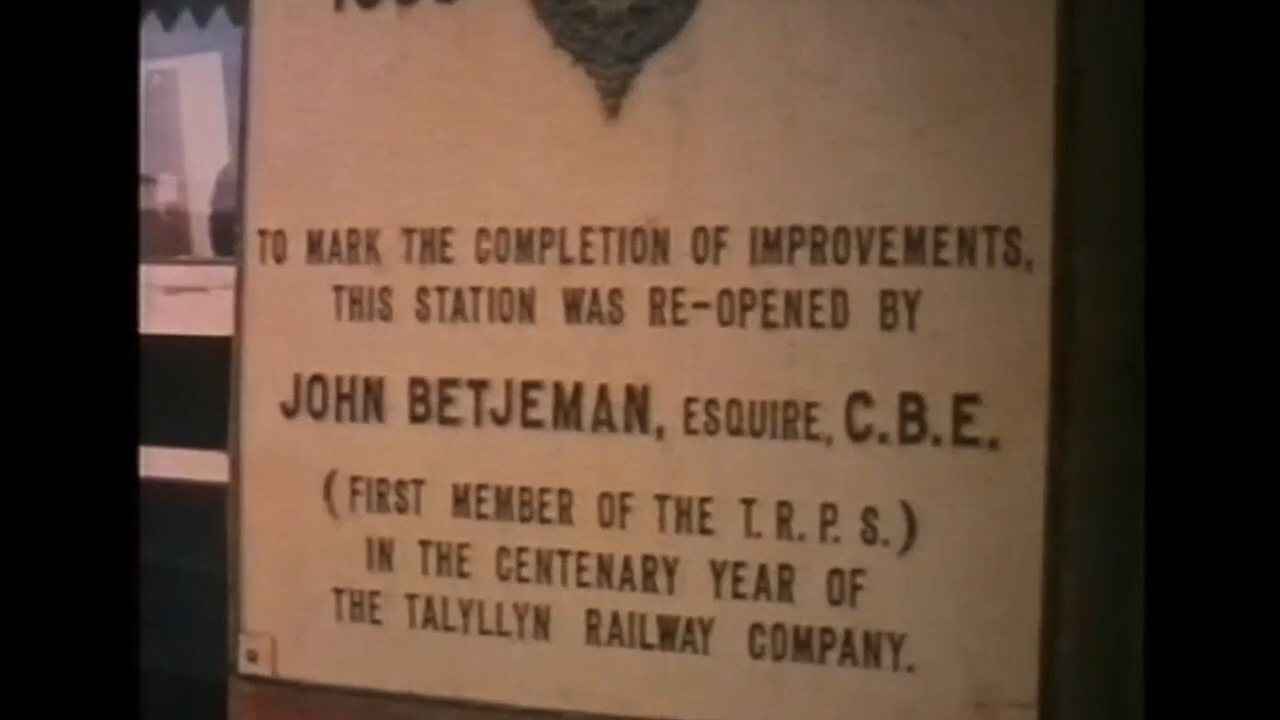 TO MARK THE COMPLETION OF IMPROVEMENTS,
THIS STATION WAS RE-OPENED BY
JOHN BETJEMAN, ESQUIRE, C.B.E.
(FIRST MEMBER OF THE T.R.P.S.)
IN THE CENTENARY YEAR OF
THE TALYLLYN RAILWAY COMPANY.